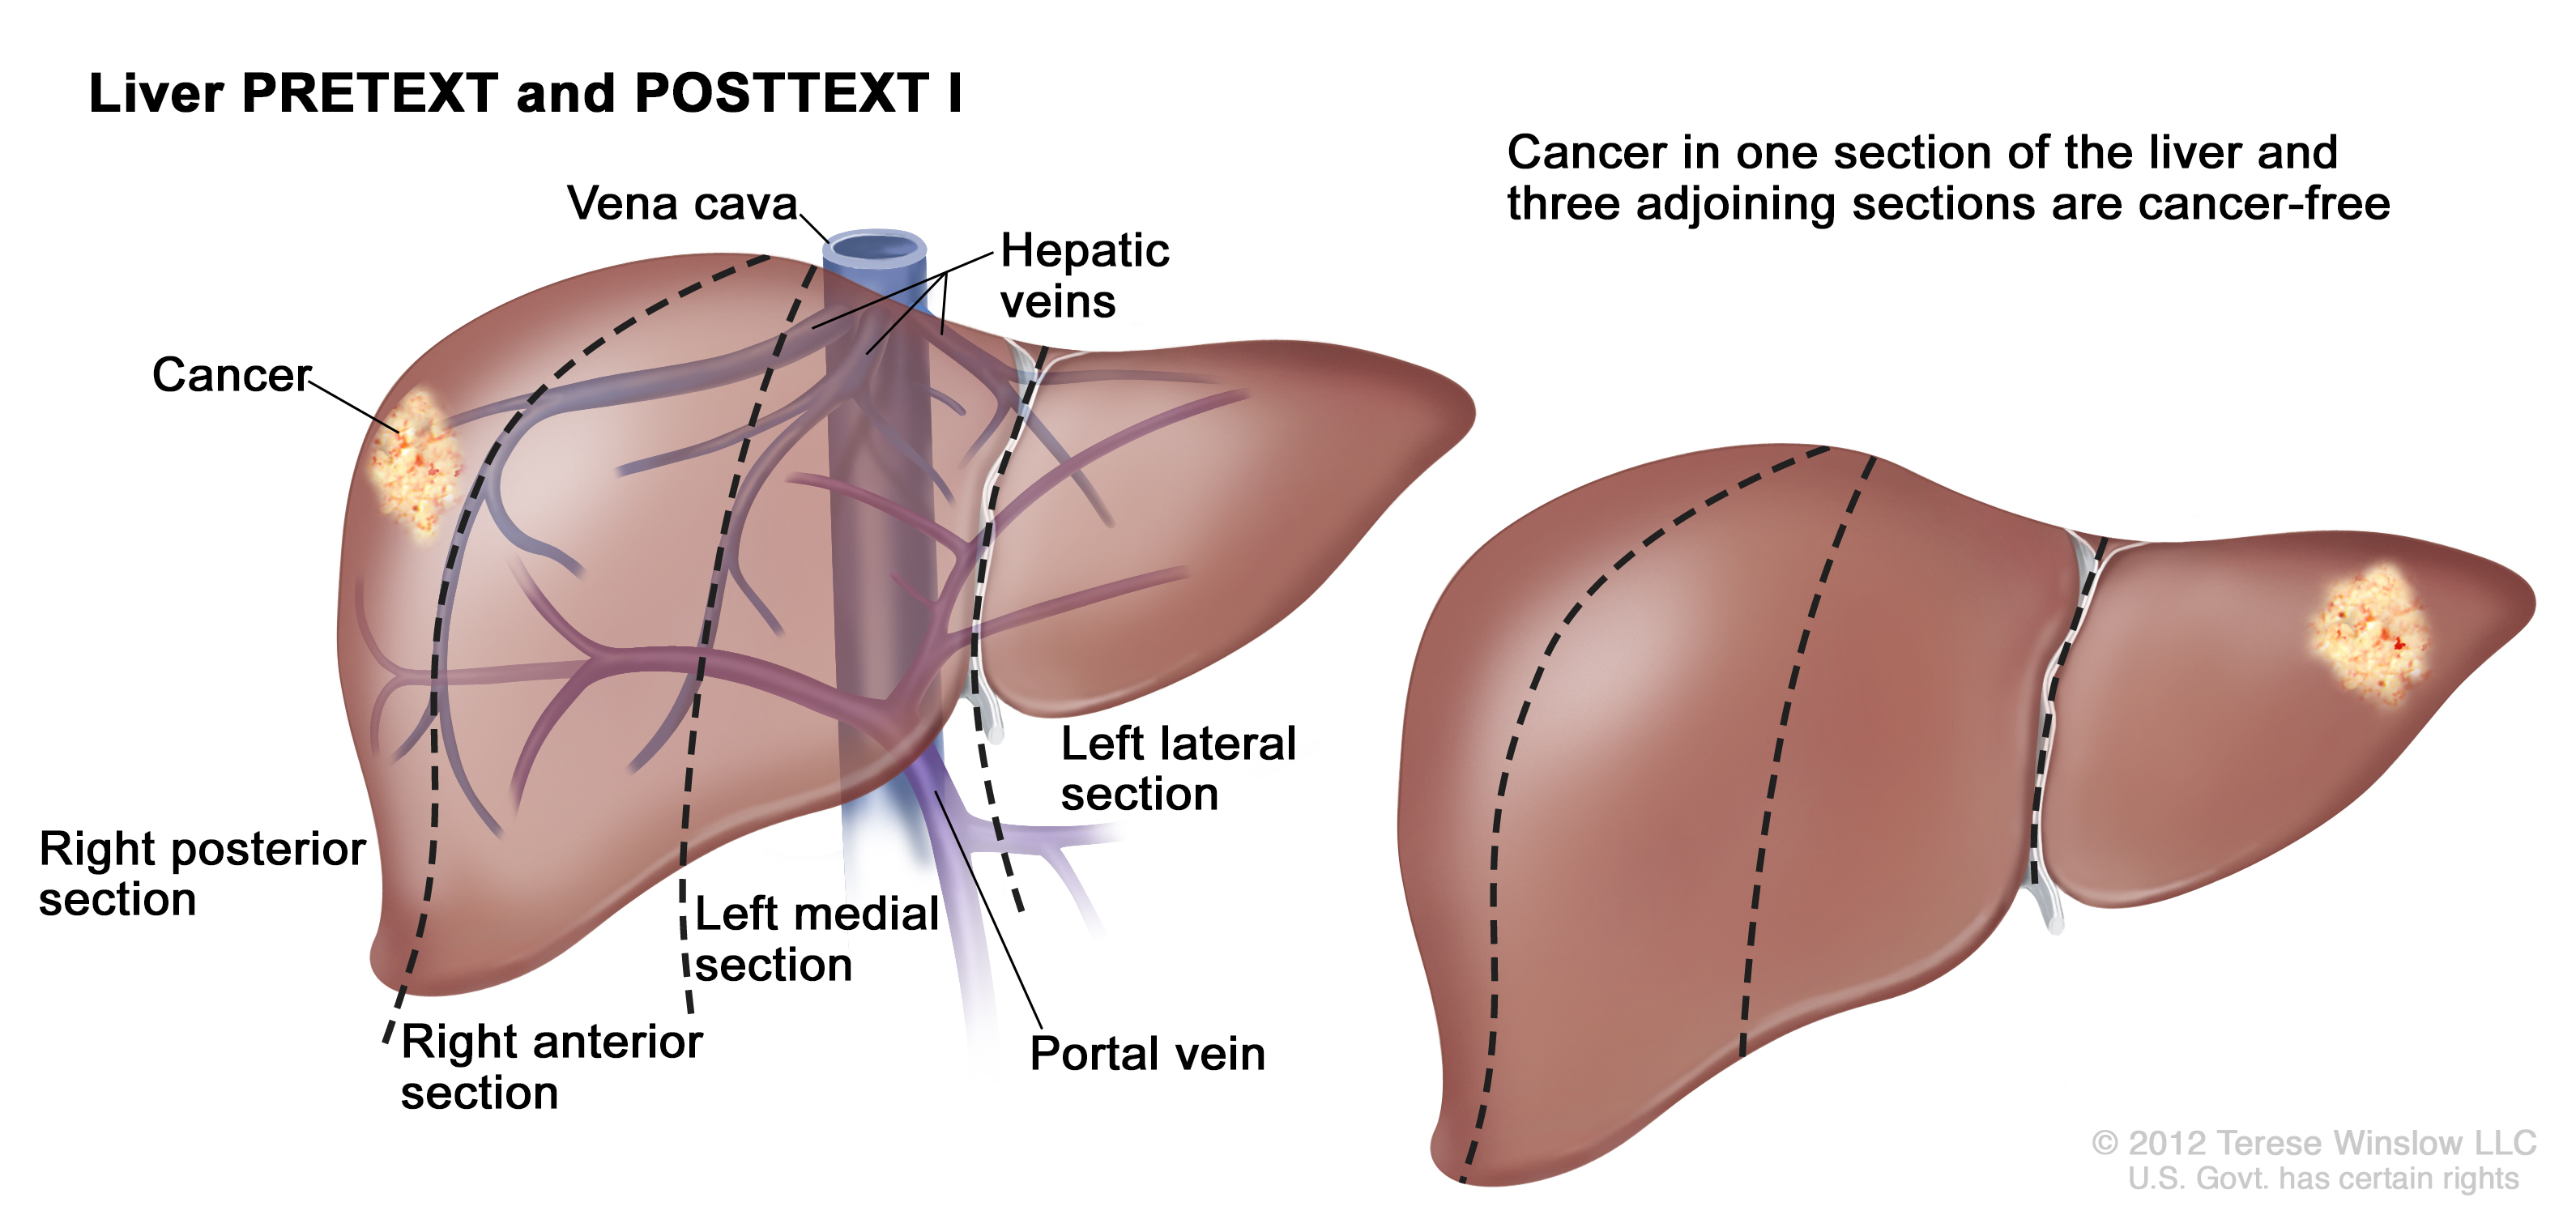 Liver PRETEXT and POSTTEXT I
Cancer in one section of the liver and
three adjoining sections are cancer-free
Vena cava
Hepatic
veins
Cancer
Left lateral
section
Right posterior
section
Left medial
section
Right anterior
section
Portal vein
© 2012 Terese Winslow LLC
U.S. Govt. has certain rights